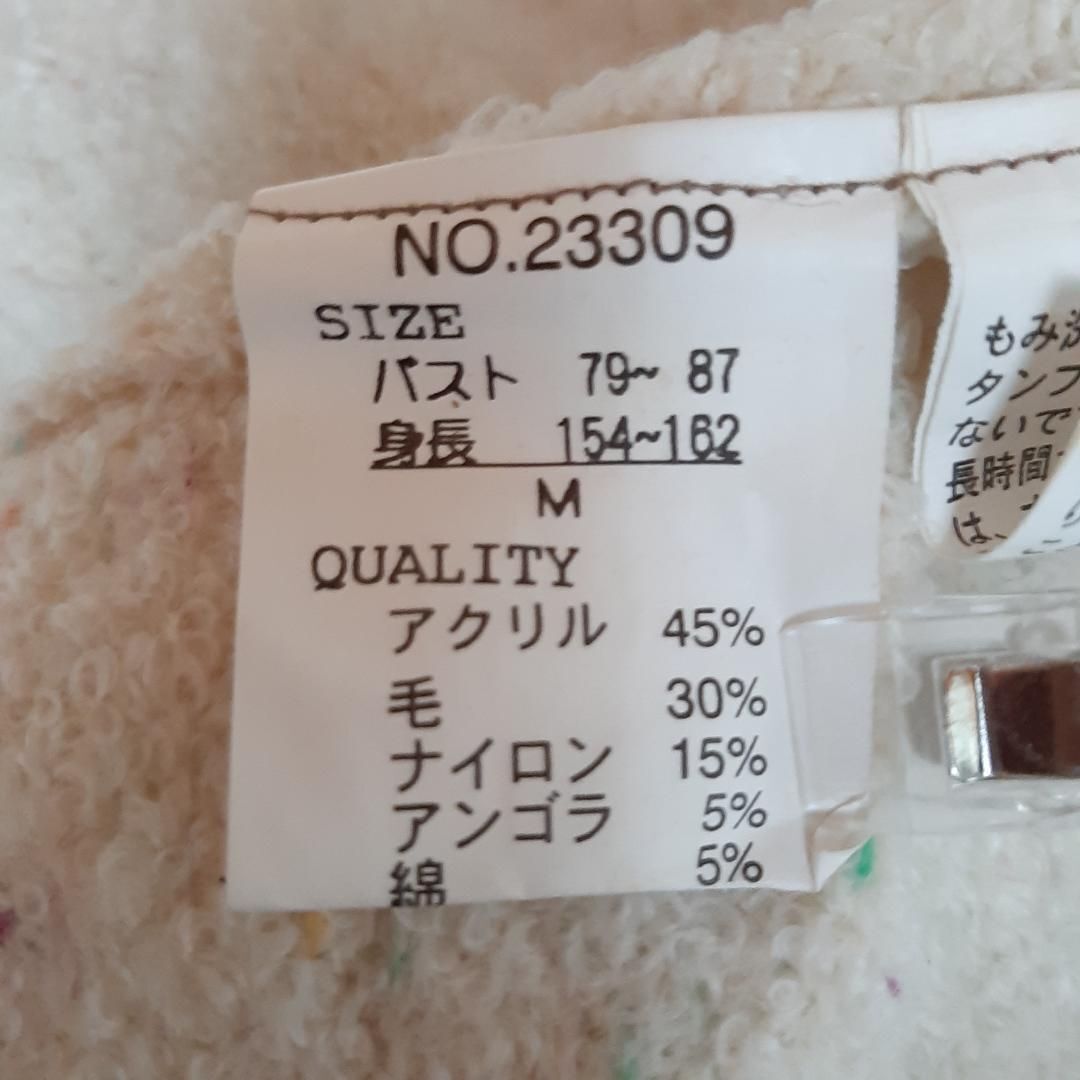 NO.23309
SIZE
バスト 79~ 87
身長 154~162
M
QUALITY
アクリル 45%
毛 30%
ナイロン 15%
アンゴラ 5%
綿 5%
もみ洗
タンブ
ないで
長時間
は、